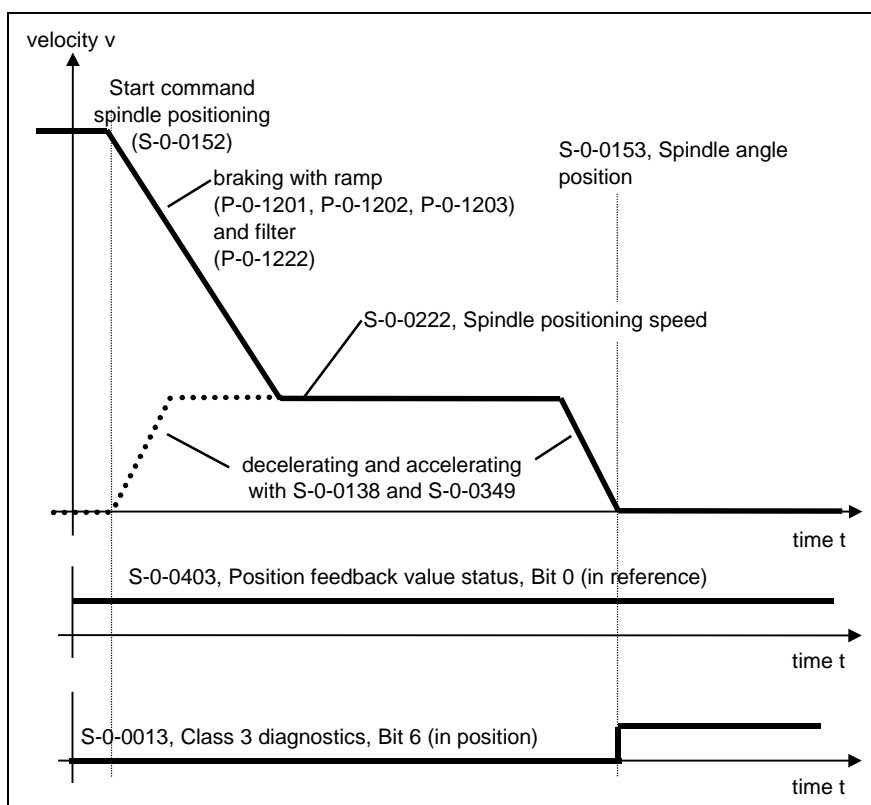 velocity v
Start command
spindle positioning
(S-0-0152)
S-0-0153, Spindle angle
position
braking with ramp
(P-0-1201, P-0-1202, P-0-1203)
and filter
(P-0-1222)
S-0-0222, Spindle positioning speed
decelerating and accelerating
with S-0-0138 and S-0-0349
time t
S-0-0403, Position feedback value status, Bit 0 (in reference)
time t
S-0-0013, Class 3 diagnostics, Bit 6 (in position)
time t